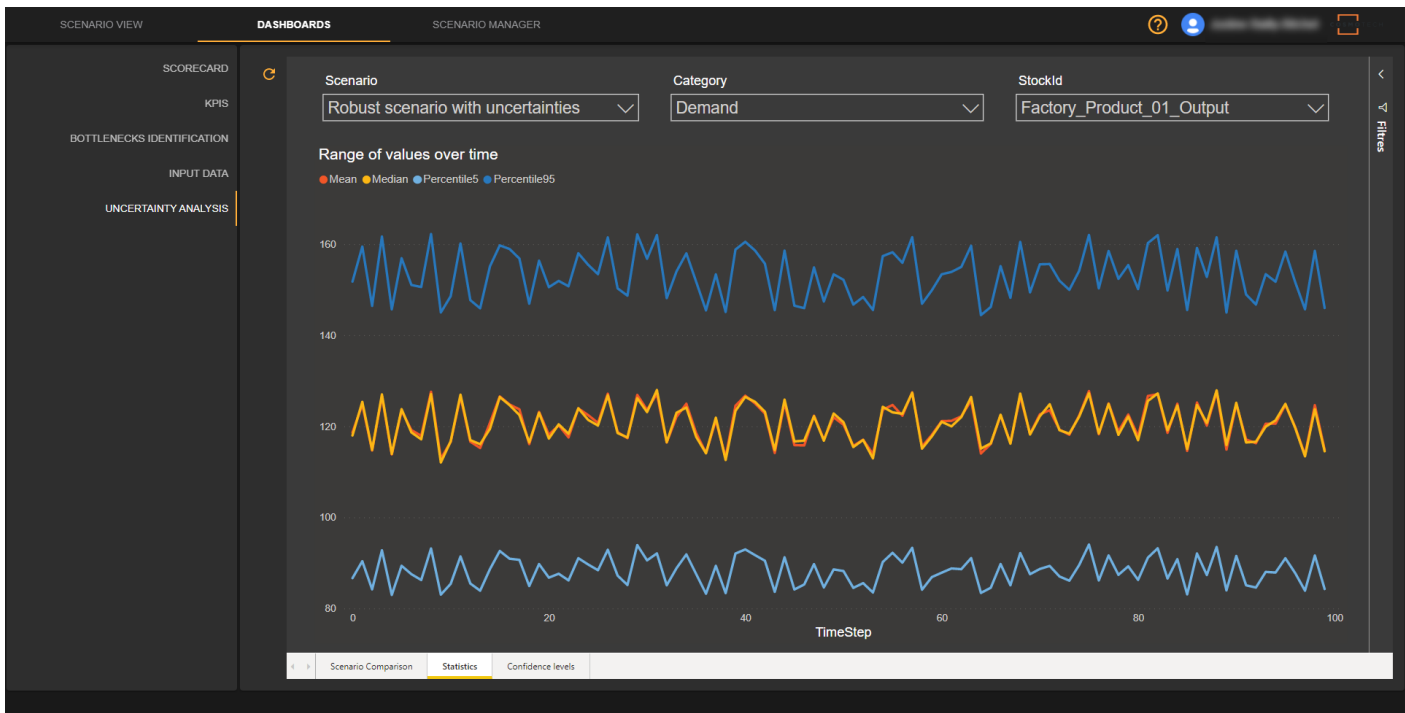 SCENARIO VIEW DASHBOARDS SCENARIO MANAGER ?
SCORECARD
KPIS
BOTTLENECKS IDENTIFICATION
INPUT DATA
UNCERTAINTY ANALYSIS
Scenario Category StockId
Robust scenario with uncertainties Demand Factory_Product_01_Output
Filtres
Range of values over time
Mean Median Percentile5 Percentile95
160
140
120
100
80
0 20 40 60 80 100
TimeStep
Scenario Comparison Statistics Confidence levels